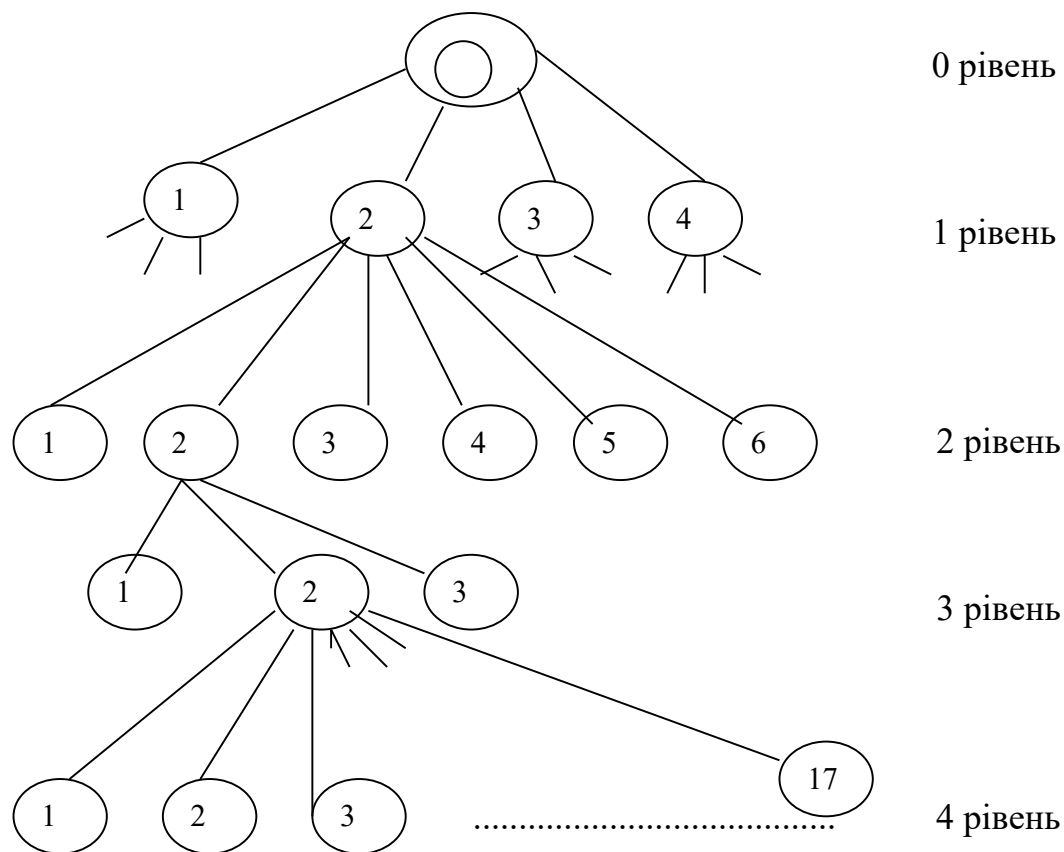 0 рівень
1 2 3 4 1 рівень
1 2 3 4 5 6 2 рівень
1 2 3 3 рівень
17
1 2 3 ........................................ 4 рівень